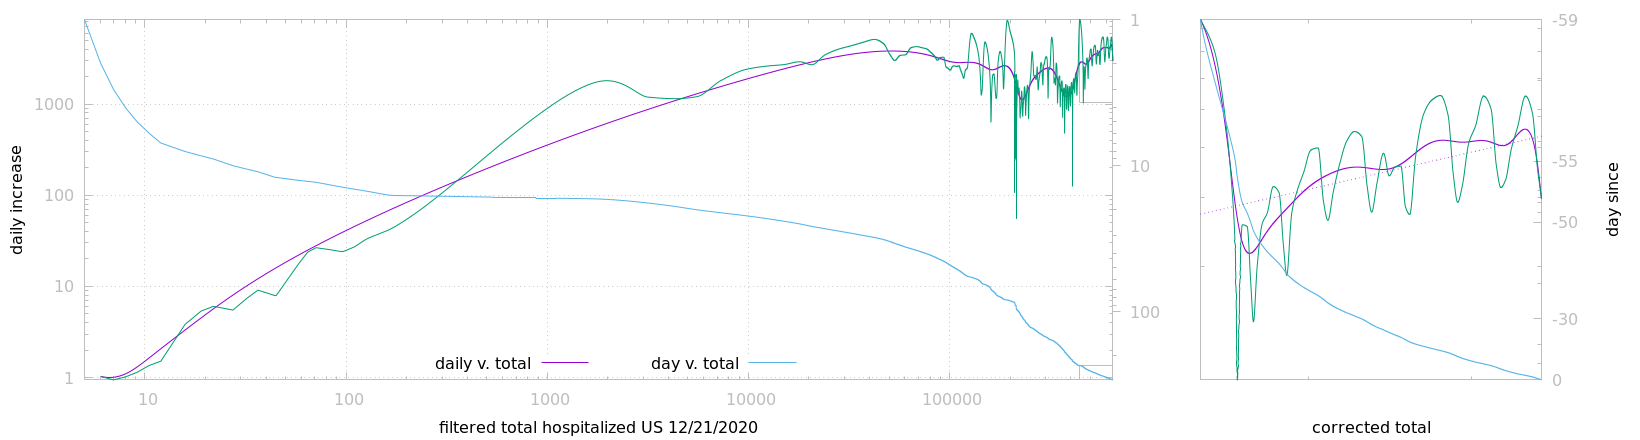 daily increase
1000
100
10
1
10
100
1000
10000
100000
filtered total hospitalized US 12/21/2020
daily v. total
day v. total
1
10
100
-59
-55
-50
-30
0
day since
corrected total